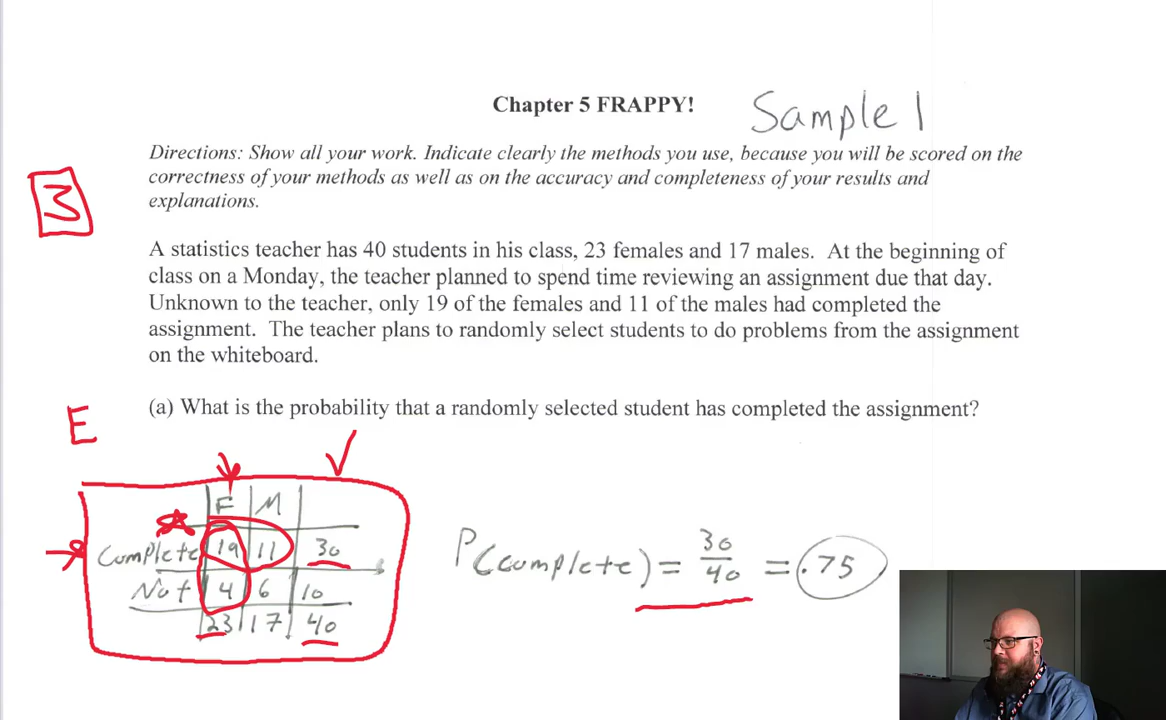 Chapter 5 FRAPPY!
Sample 1
Directions: Show all your work. Indicate clearly the methods you use, because you will be scored on the
correctness of your methods as well as on the accuracy and completeness of your results and
explanations.
3
A statistics teacher has 40 students in his class, 23 females and 17 males. At the beginning of
class on a Monday, the teacher planned to spend time reviewing an assignment due that day.
Unknown to the teacher, only 19 of the females and 11 of the males had completed the
assignment. The teacher plans to randomly select students to do problems from the assignment
on the whiteboard.
E
(a) What is the probability that a randomly selected student has completed the assignment?
F M
Complete 19 11 30
Not 4 6 10
23 17 40
P(complete) = 30/40 = .75